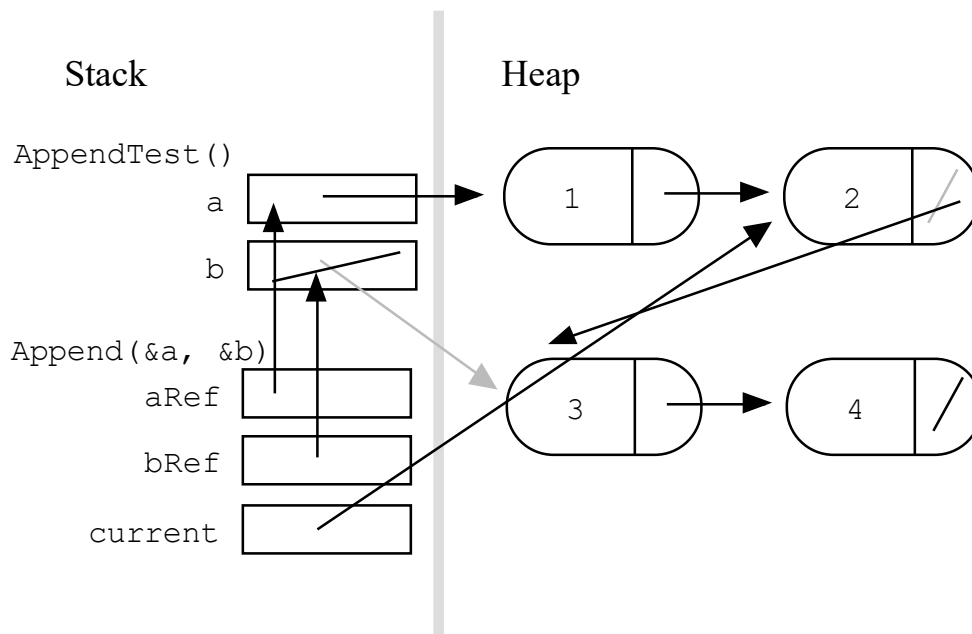 Stack
Heap
AppendTest()
a
1
2
b
Append(&a, &b)
aRef
3
4
bRef
current